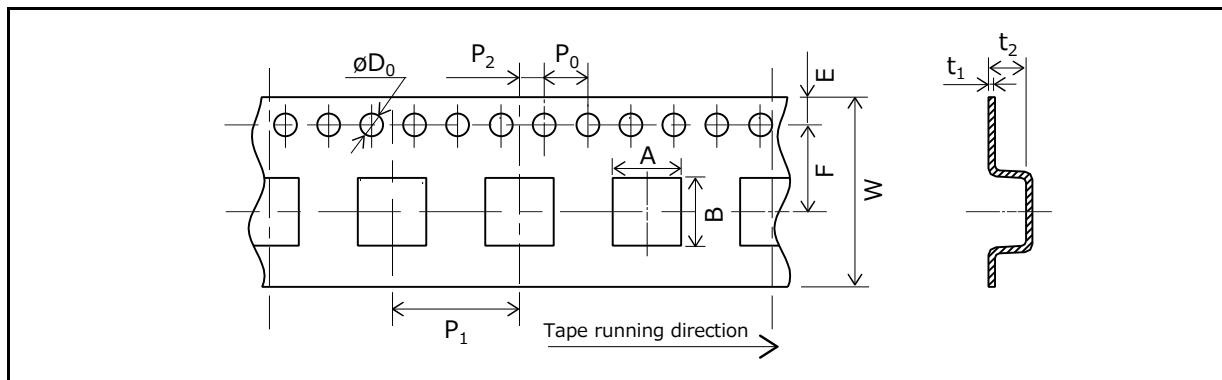 P₂
P₀
øD₀
E
t₁
t₂
A
F
W
B
P₁
Tape running direction